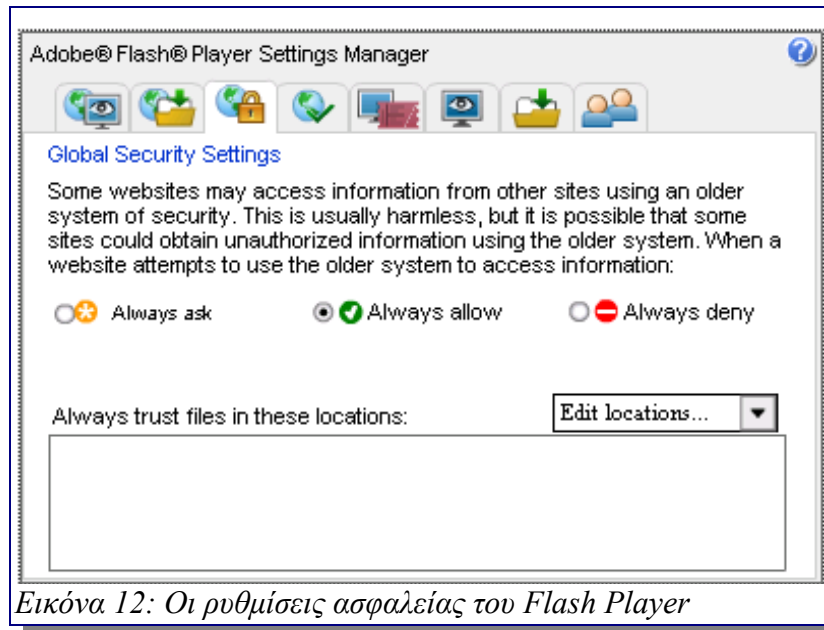 Adobe® Flash® Player Settings Manager
Global Security Settings
Some websites may access information from other sites using an older
system of security. This is usually harmless, but it is possible that some
sites could obtain unauthorized information using the older system. When a
website attempts to use the older system to access information:
Always ask Always allow Always deny
Always trust files in these locations: Edit locations...
Εικόνα 12: Οι ρυθμίσεις ασφαλείας του Flash Player